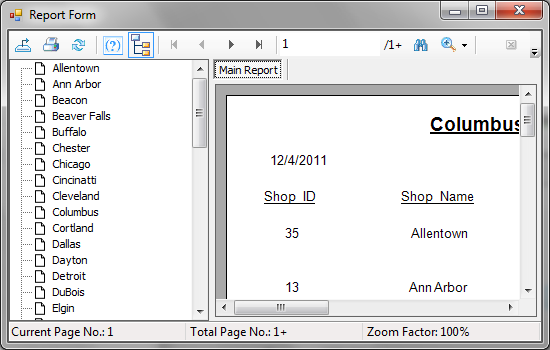 Report Form
(?)
1
/1+
Allentown
Ann Arbor
Beacon
Beaver Falls
Buffalo
Chester
Chicago
Cincinatti
Cleveland
Columbus
Cortland
Dallas
Dayton
Detroit
DuBois
Elgin
Main Report
Columbus
12/4/2011
Shop_ID Shop_Name
35 Allentown
13 Ann Arbor
Current Page No.: 1 Total Page No.: 1+ Zoom Factor: 100%